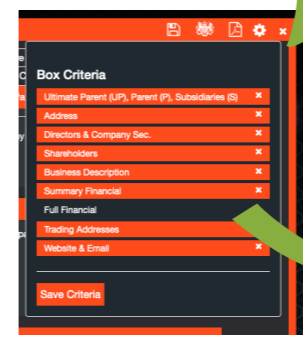 Box Criteria
Ultimate Parent (UP), Parent (P), Subsidiaries (S) ×
Address ×
Directors & Company Sec. ×
Shareholders ×
Business Description ×
Summary Financial ×
Full Financial
Trading Addresses
Website & Email ×
Save Criteria